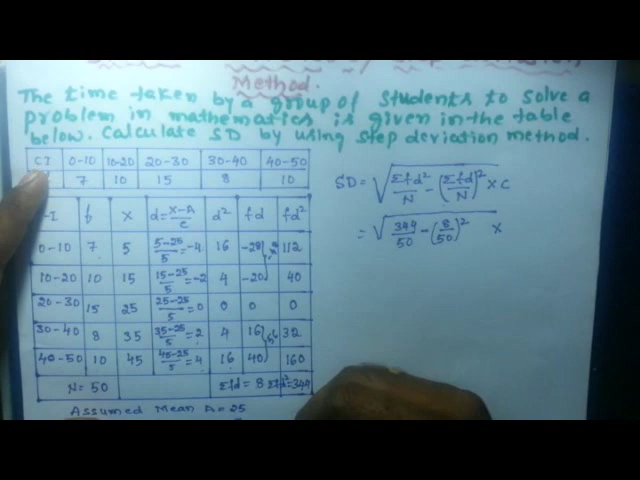 Method.
The time taken by a group of students to solve a
problem in mathematics is given in the table
below. Calculate SD by using step deviation method.
CI 0-10 10-20 20-30 30-40 40-50
7 10 15 8 10
-I f X d=X-A/c d² fd fd²
0-10 7 5 5-25/5=-4 16 -28 112
10-20 10 15 15-25/5=-2 4 -20 40
20-30 15 25 25-25/5=0 0 0 0
30-40 8 35 35-25/5=2 4 16 32
40-50 10 45 45-25/5=4 16 40 160
N=50 Σfd=8 Σfd²=344
Assumed Mean A=25
SD=√Σfd²/N-(Σfd/N)² X C
=√344/50-(8/50)² X